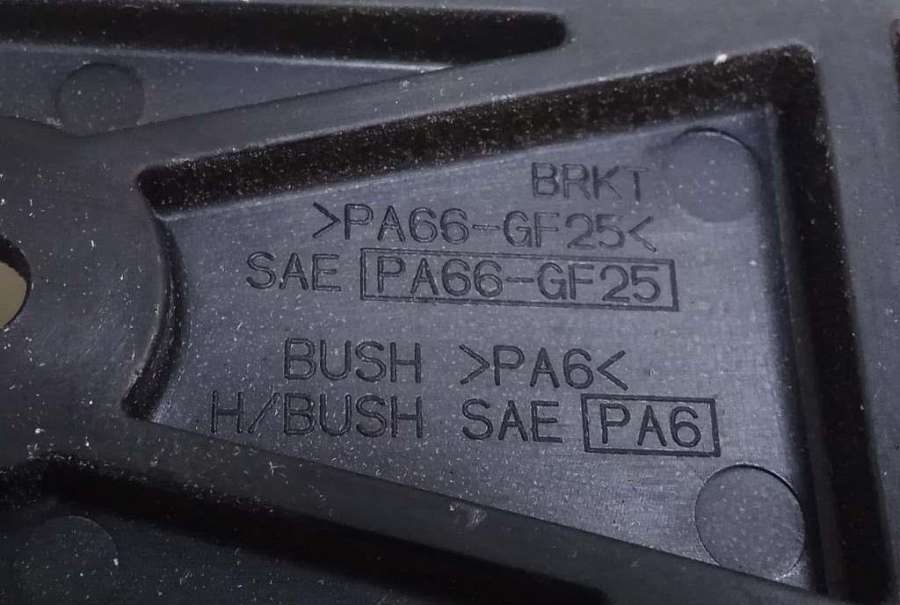 BRKT
>PA66-GF25<
SAE PA66-GF25
BUSH >PA6<
H/BUSH SAE PA6